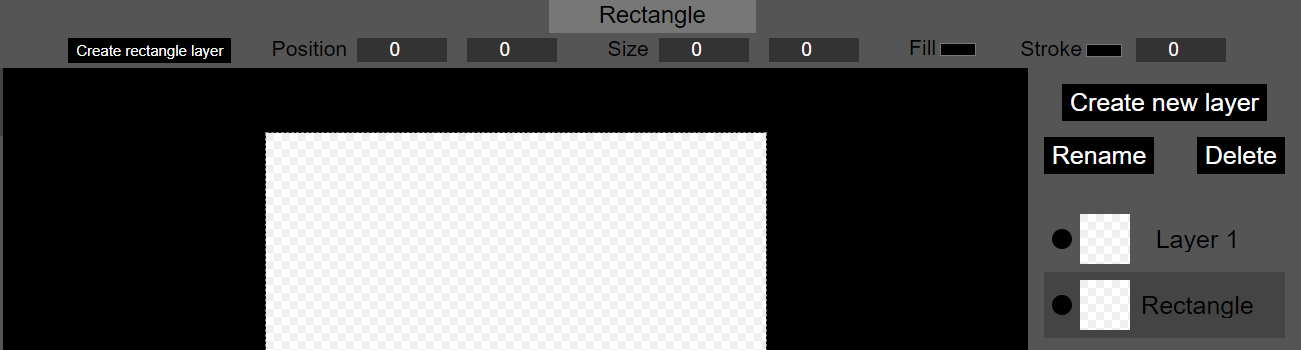 Rectangle
Create rectangle layer Position 0 0 Size 0 0 Fill Stroke 0
Create new layer
Rename Delete
Layer 1
Rectangle